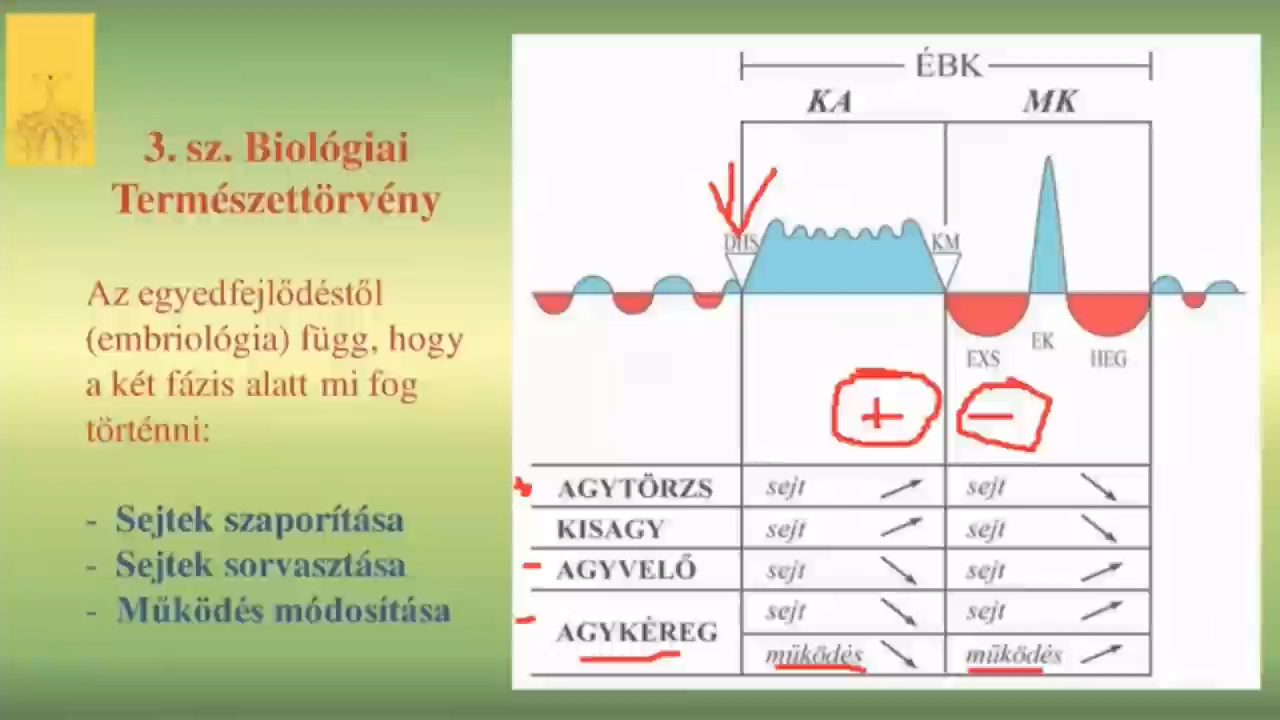 3. sz. Biológiai
Természettörvény
Az egyedfejlődéstől
(embriológia) függ, hogy
a két fázis alatt mi fog
történni:
- Sejtek szaporítása
- Sejtek sorvasztása
- Működés módosítása
ÉBK
KA MK
DHS KM
EXS EK HEG
+ -
AGYTÖRZS sejt sejt
KISAGY sejt sejt
AGYVELŐ sejt sejt
sejt sejt
AGYKÉREG
működés működés